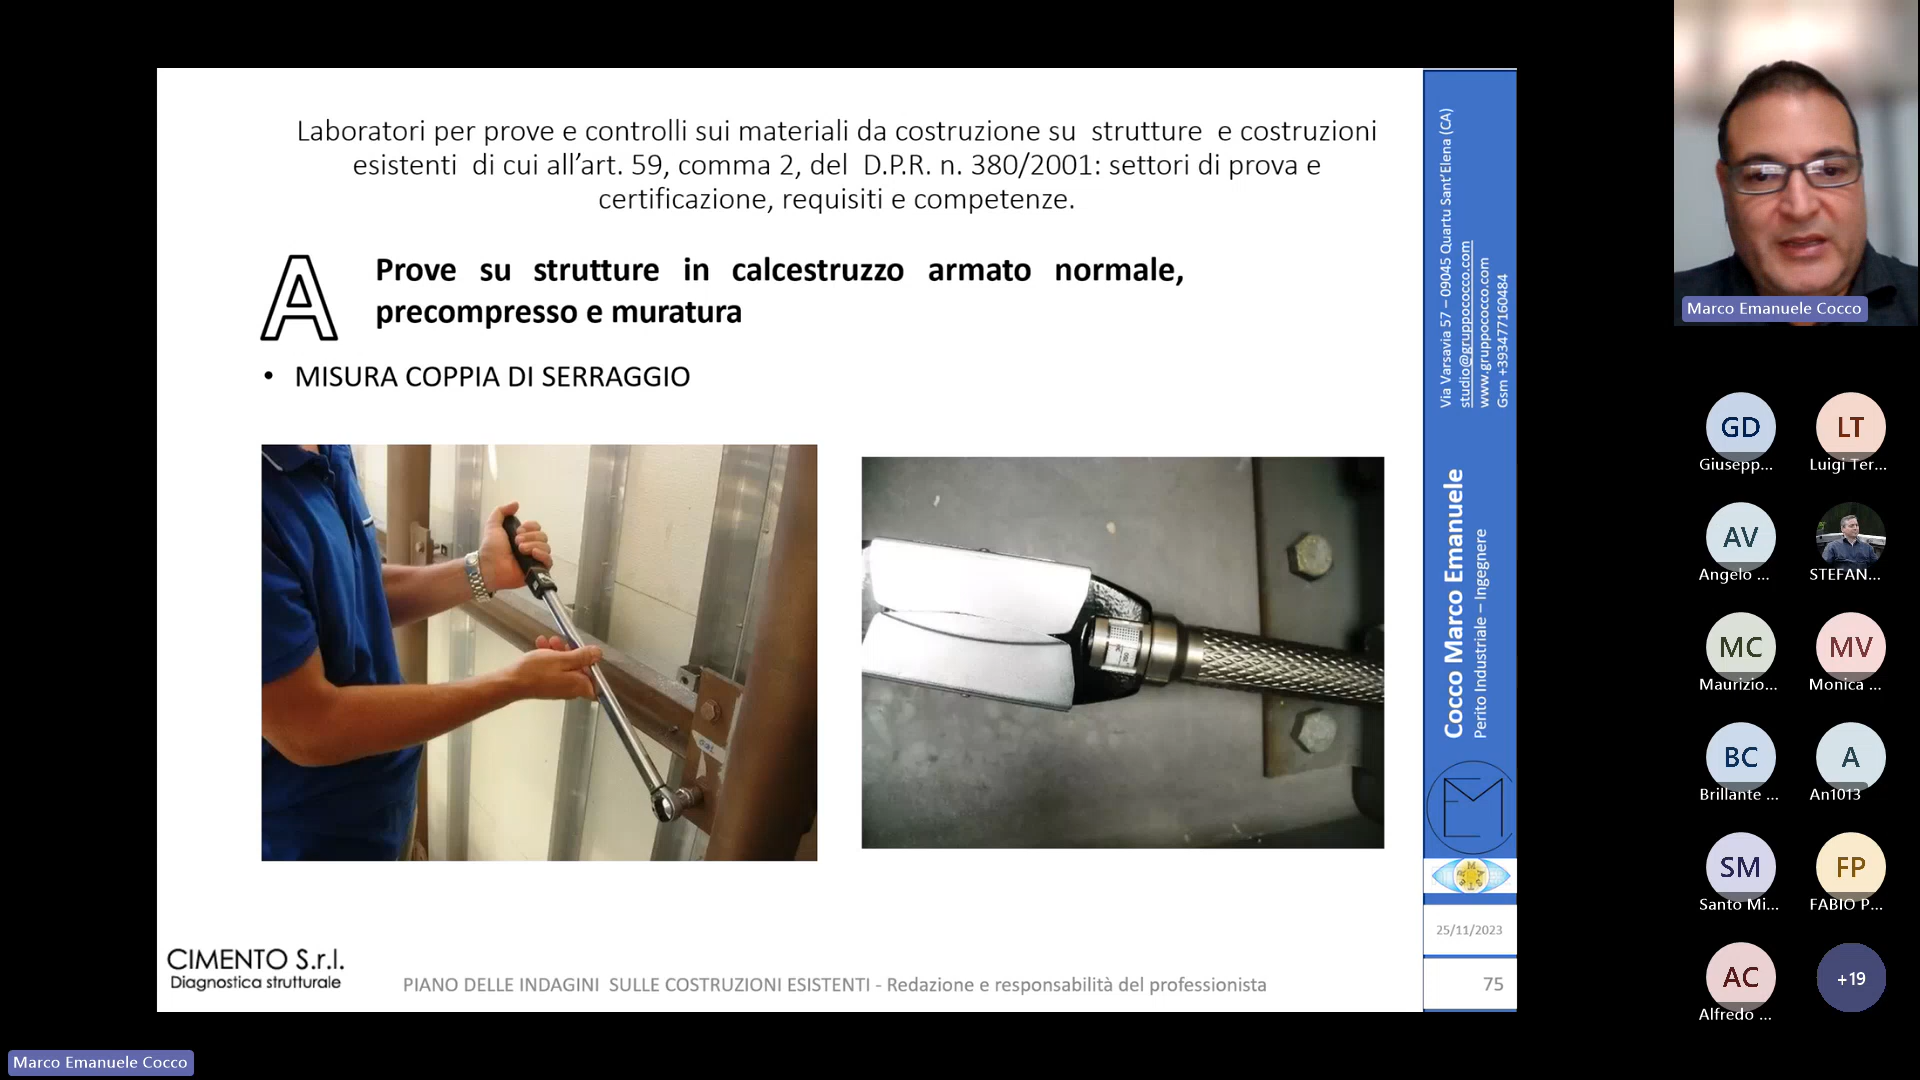 Laboratori per prove e controlli sui materiali da costruzione su strutture e costruzioni
esistenti di cui all’art. 59, comma 2, del D.P.R. n. 380/2001: settori di prova e
certificazione, requisiti e competenze.
A
Prove su strutture in calcestruzzo armato normale,
precompresso e muratura
• MISURA COPPIA DI SERRAGGIO
CIMENTO S.r.l.
Diagnostica strutturale
PIANO DELLE INDAGINI SULLE COSTRUZIONI ESISTENTI - Redazione e responsabilità del professionista
Via Varsavia 57 – 09045 Quartu Sant’Elena (CA)
studio@gruppococco.com
www.gruppococco.com
Gsm +393477160484
Cocco Marco Emanuele
Perito Industriale – Ingegnere
EM
25/11/2023
75
Marco Emanuele Cocco
GD
Giusepp...
LT
Luigi Ter...
AV
Angelo ...
STEFAN...
MC
Maurizio...
MV
Monica ...
BC
Brillante ...
A
An1013
SM
Santo Mi...
FP
FABIO P...
AC
Alfredo ...
+19
Marco Emanuele Cocco